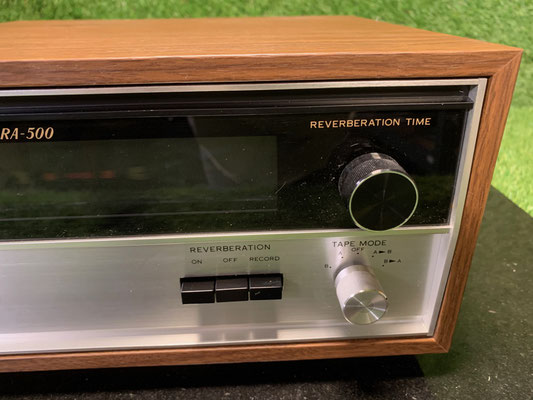 RA-500
REVERBERATION TIME
REVERBERATION
ON OFF RECORD
TAPE MODE
OFF
A►B
B►A